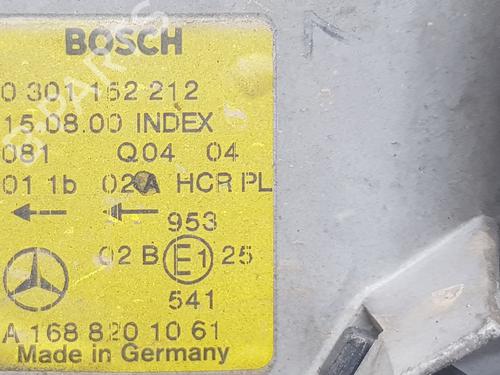 BOSCH
0 301 162 212
15.08.00 INDEX
081 Q04 04
01 1b 02 A HCR PL
953
02 B E1 25
541
A 168 820 10 61
Made in Germany